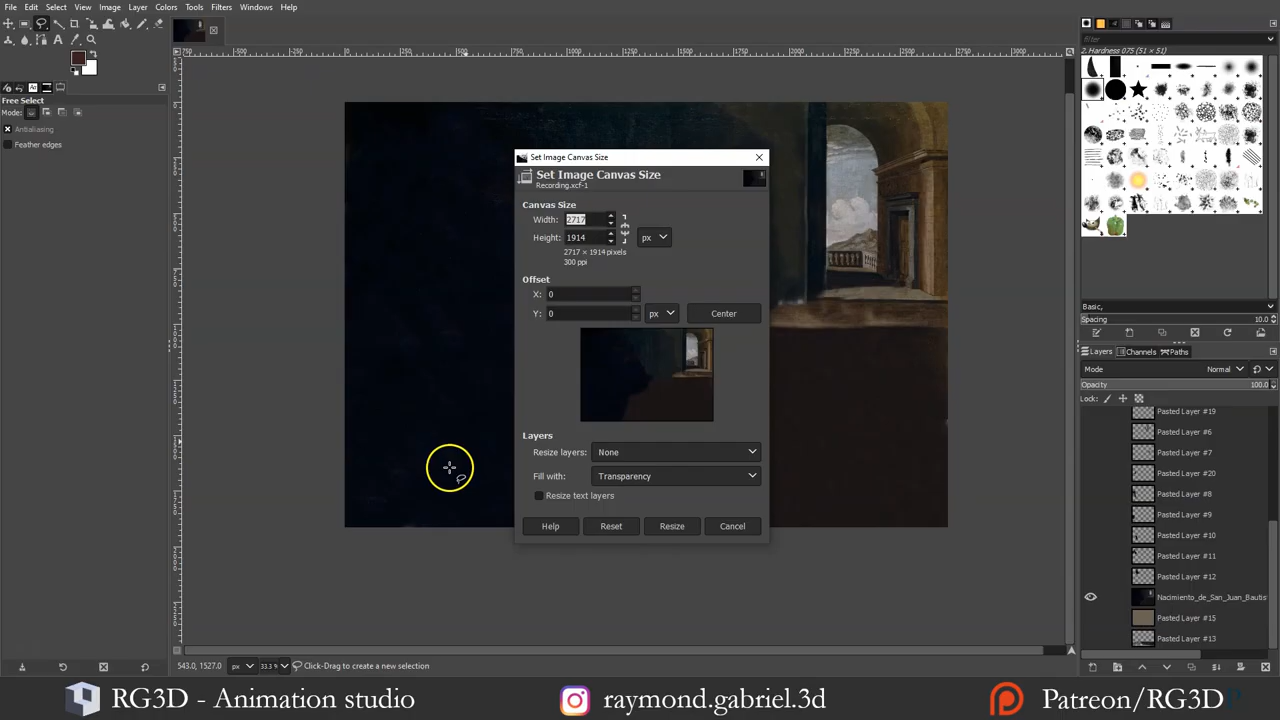 File Edit Select View Image Layer Colors Tools Filters Windows Help
Free Select
Mode:
Antialiasing
Feather edges
Set Image Canvas Size
Set Image Canvas Size
Recording.xcf-1
Canvas Size
Width: 2717
Height: 1914 px
2717 × 1914 pixels
300 ppi
Offset
X: 0
Y: 0 px Center
Layers
Resize layers: None
Fill with: Transparency
Resize text layers
Help Reset Resize Cancel
filter
2. Hardness 075 (51 × 51)
Basic,
Spacing 10.0
Layers Channels Paths
Mode Normal
Opacity 100.0
Lock:
Pasted Layer #19
Pasted Layer #6
Pasted Layer #7
Pasted Layer #20
Pasted Layer #8
Pasted Layer #9
Pasted Layer #10
Pasted Layer #11
Pasted Layer #12
Nacimiento_de_San_Juan_Bautis
Pasted Layer #15
Pasted Layer #13
543.0, 1527.0 px 33.3 % Click-Drag to create a new selection
RG3D - Animation studio raymond.gabriel.3d Patreon/RG3D